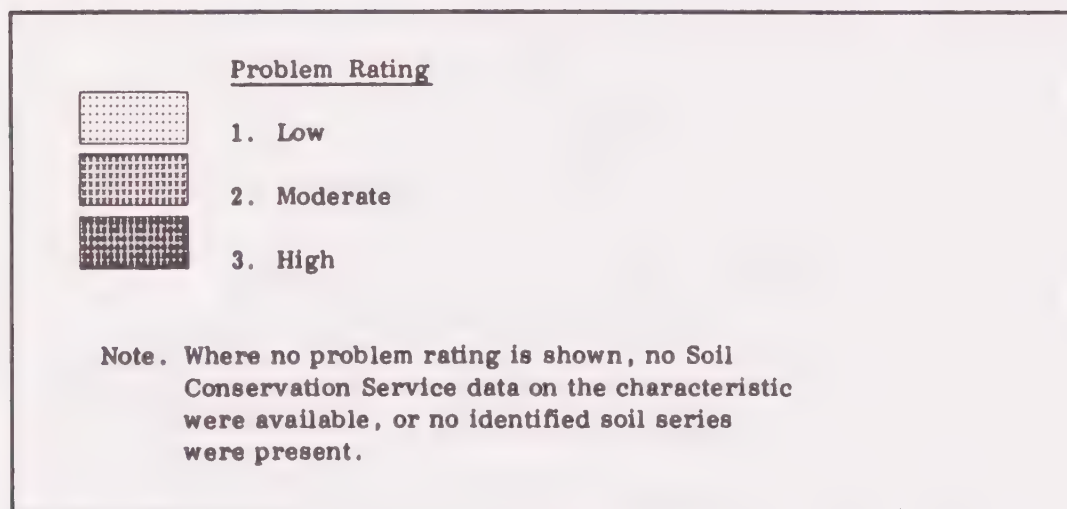 Problem Rating
1. Low
2. Moderate
3. High
Note. Where no problem rating is shown, no Soil
Conservation Service data on the characteristic
were available, or no identified soil series
were present.